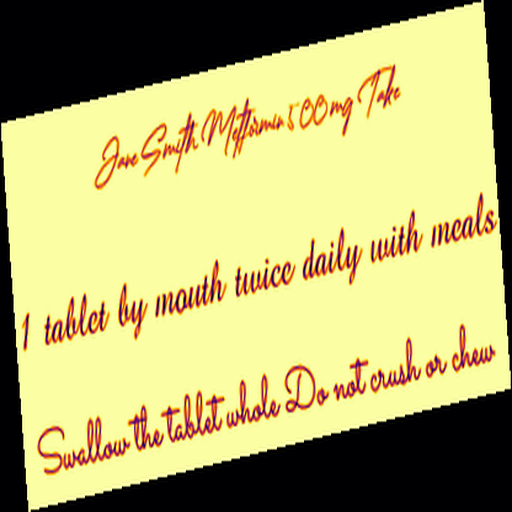 Jane Smith Metformin 500 mg Take
1 tablet by mouth twice daily with meals
Swallow the tablet whole Do not crush or chew